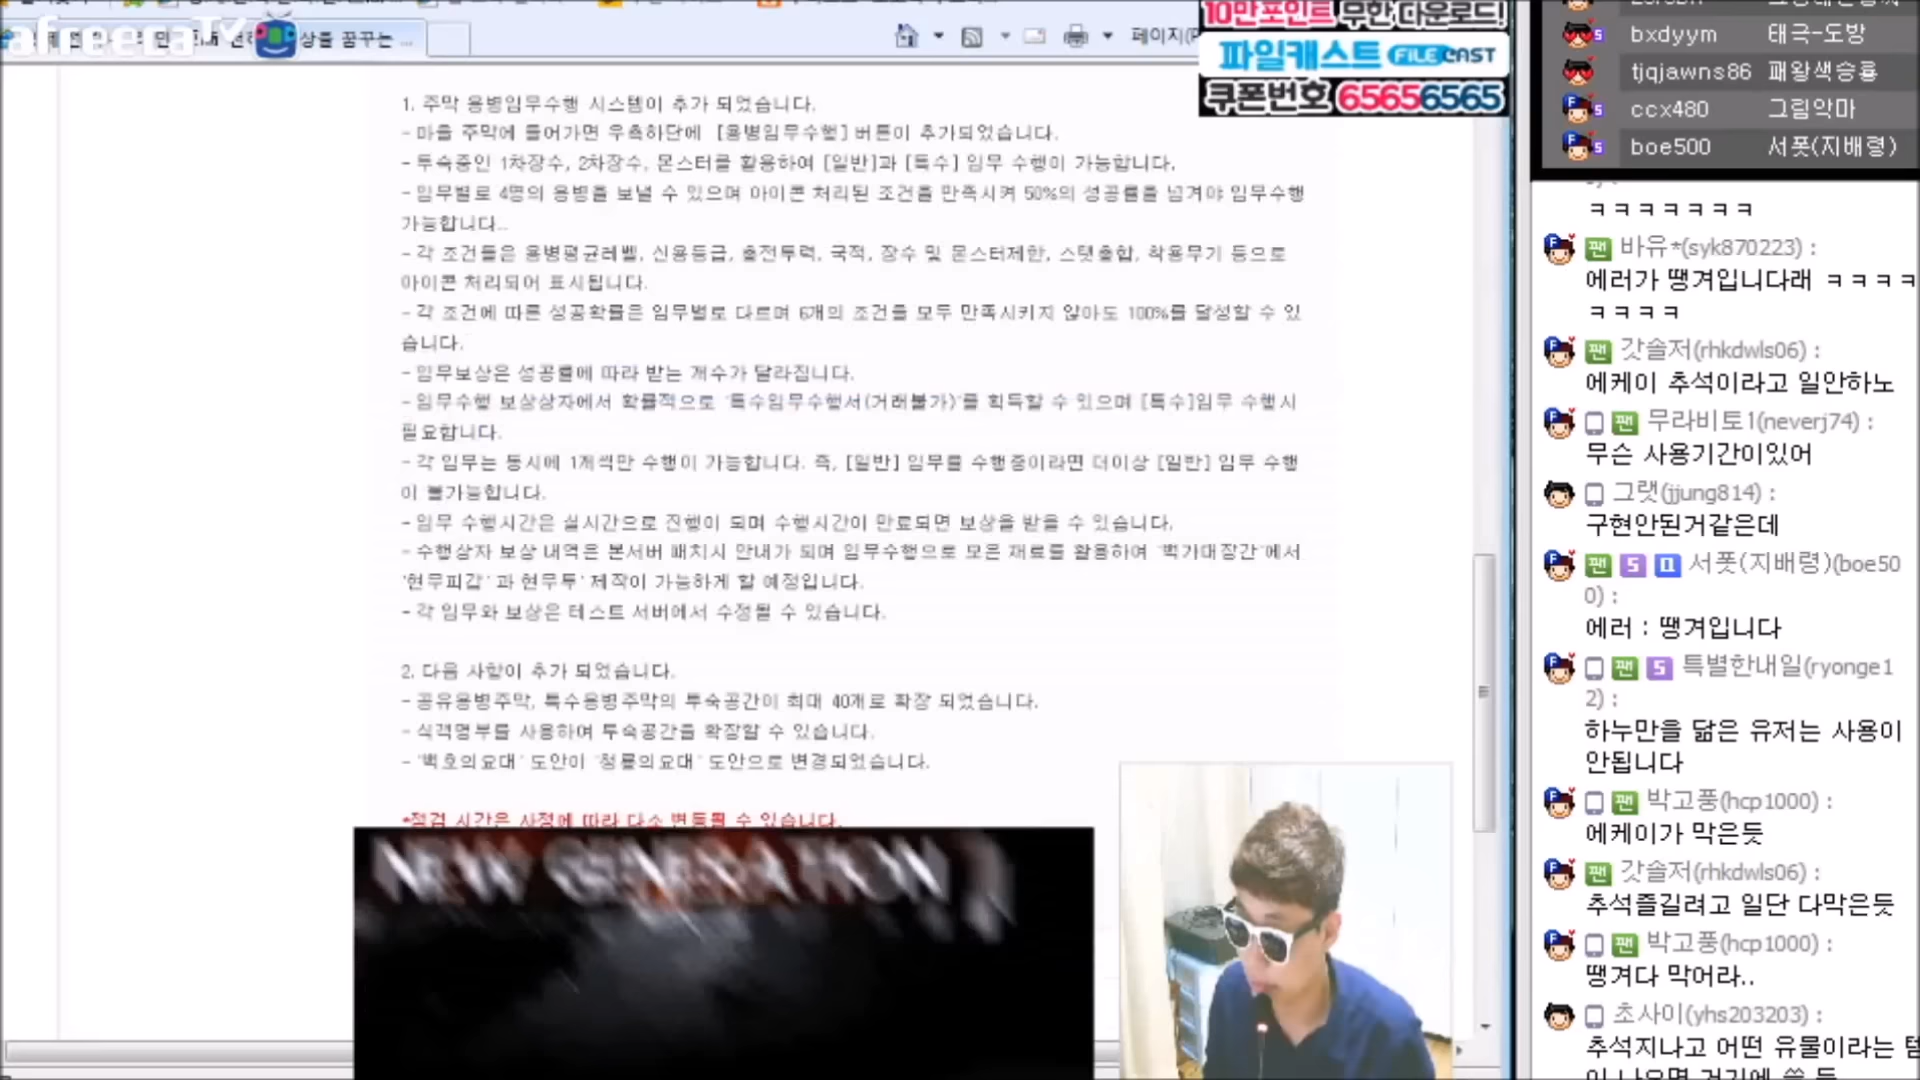 afreecaTV
상을 꿈꾸는 ...
페이지(P
10만포인트 무한다운로드!
파일캐스트 FILECAST
쿠폰번호 65656565
bxdyym 태극-도방
tjqjawns86 패왕색승룡
ccx480 그림악마
boe500 서폿(지배령)
1. 주막 용병임무수행 시스템이 추가 되었습니다.
- 마을 주막에 들어가면 우측하단에 [용병임무수행] 버튼이 추가되었습니다.
- 투숙중인 1차장수, 2차장수, 몬스터를 활용하여 [일반]과 [특수] 임무 수행이 가능합니다.
- 임무별로 4명의 용병을 보낼 수 있으며 아이콘 처리된 조건을 만족시켜 50%의 성공률을 넘겨야 임무수행
가능합니다..
- 각 조건들은 용병평균레벨, 신용등급, 출전투력, 국적, 장수 및 몬스터제한, 스탯총합, 착용무기 등으로
아이콘 처리되어 표시됩니다.
- 각 조건에 따른 성공확률은 임무별로 다르며 6개의 조건을 모두 만족시키지 않아도 100%를 달성할 수 있
습니다.
- 임무보상은 성공률에 따라 받는 개수가 달라집니다.
- 임무수행 보상상자에서 확률적으로 '특수임무수행서(거래불가)'를 획득할 수 있으며 [특수]임무 수행시
필요합니다.
- 각 임무는 동시에 1개씩만 수행이 가능합니다. 즉, [일반] 임무를 수행중이라면 더이상 [일반] 임무 수행
이 불가능합니다.
- 임무 수행시간은 실시간으로 진행이 되며 수행시간이 만료되면 보상을 받을 수 있습니다.
- 수행상자 보상 내역은 본서버 패치시 안내가 되며 임무수행으로 모은 재료를 활용하여 '벽가대장간'에서
'현무피갑' 과 현무투' 제작이 가능하게 할 예정입니다.
- 각 임무와 보상은 테스트 서버에서 수정될 수 있습니다.
2. 다음 사항이 추가 되었습니다.
- 공유용병주막, 특수용병주막의 투숙공간이 최대 40개로 확장 되었습니다.
- 식객명부를 사용하여 투숙공간을 확장할 수 있습니다.
- '백호의요대' 도안이 '청룡의요대' 도안으로 변경되었습니다.
*점검 시간은 사정에 따라 다소 변동될 수 있습니다.
NEW GENERATION
ㅋㅋㅋㅋㅋㅋㅋ
팬 바유*(syk870223) :
에러가 땡겨입니다래 ㅋㅋㅋㅋ
ㅋㅋㅋㅋ
팬 갓솔저(rhkdwls06) :
에케이 추석이라고 일안하노
팬 무라비토1(neverj74) :
무슨 사용기간이있어
그랫(jjung814) :
구현안된거같은데
팬 S 서폿(지배령)(boe50
0) :
에러 : 땡겨입니다
팬 S 특별한내일(ryonge1
2) :
하누만을 닮은 유저는 사용이
안됩니다
팬 박고풍(hcp1000) :
에케이가 막은듯
팬 갓솔저(rhkdwls06) :
추석즐길려고 일단 다막은듯
팬 박고풍(hcp1000) :
땡겨다 막어라..
초사이(yhs203203) :
추석지나고 어떤 유물이라는 템